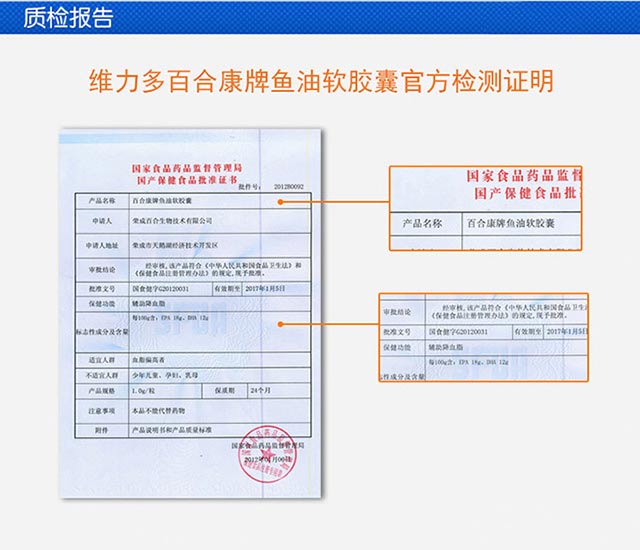 质检报告
维力多百合康牌鱼油软胶囊官方检测证明
国家食品药品监督管理局
国产保健食品批准证书
批件号: 2012B0092
产品名称 百合康牌鱼油软胶囊
申请人 荣成百合生物技术有限公司
申请人地址 荣成市天鹅湖经济技术开发区
审批结论 经审核,该产品符合《中华人民共和国食品卫生法》和
《保健食品注册管理办法》的规定,现予批准。
批准文号 国食健字G20120031 有效期至 2017年1月5日
保健功能 辅助降血脂
标志性成分及含量 每100g含: EPA 18g、DHA 12g
适宜人群 血脂偏高者
不适宜人群 少年儿童、孕妇、乳母
产品规格 1.0g/粒 保质期 24个月
注意事项 本品不能代替药物
附件 产品说明书和产品质量标准
国家食品药品监督管理局
国家食品药品监督
国产保健食品批
产品名称 百合康牌鱼油软胶囊
审批结论 经审核,该产品符合《中华人民共和国食品卫
《保健食品注册管理办法》的规定,现予批准。
批准文号 国食健字G20120031 有效期至 2017年1月5日
保健功能 辅助降血脂
每100g含: EPA 18g、DHA 12g
性成分及含量